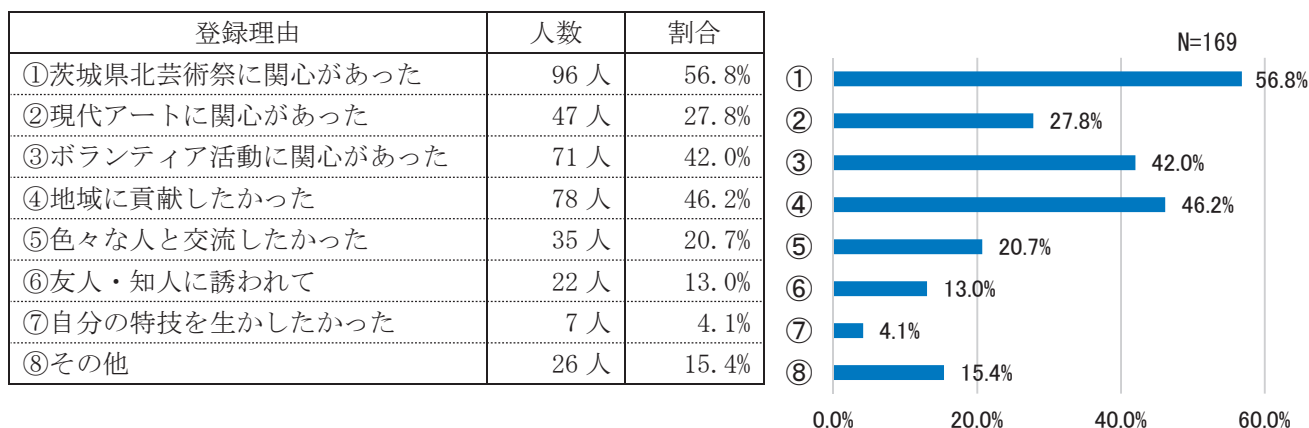 登録理由 人数 割合
①茨城県北芸術祭に関心があった 96 人 56.8%
②現代アートに関心があった 47 人 27.8%
③ボランティア活動に関心があった 71 人 42.0%
④地域に貢献したかった 78 人 46.2%
⑤色々な人と交流したかった 35 人 20.7%
⑥友人・知人に誘われて 22 人 13.0%
⑦自分の特技を生かしたかった 7 人 4.1%
⑧その他 26 人 15.4%
N=169
① 56.8%
② 27.8%
③ 42.0%
④ 46.2%
⑤ 20.7%
⑥ 13.0%
⑦ 4.1%
⑧ 15.4%
0.0% 20.0% 40.0% 60.0%